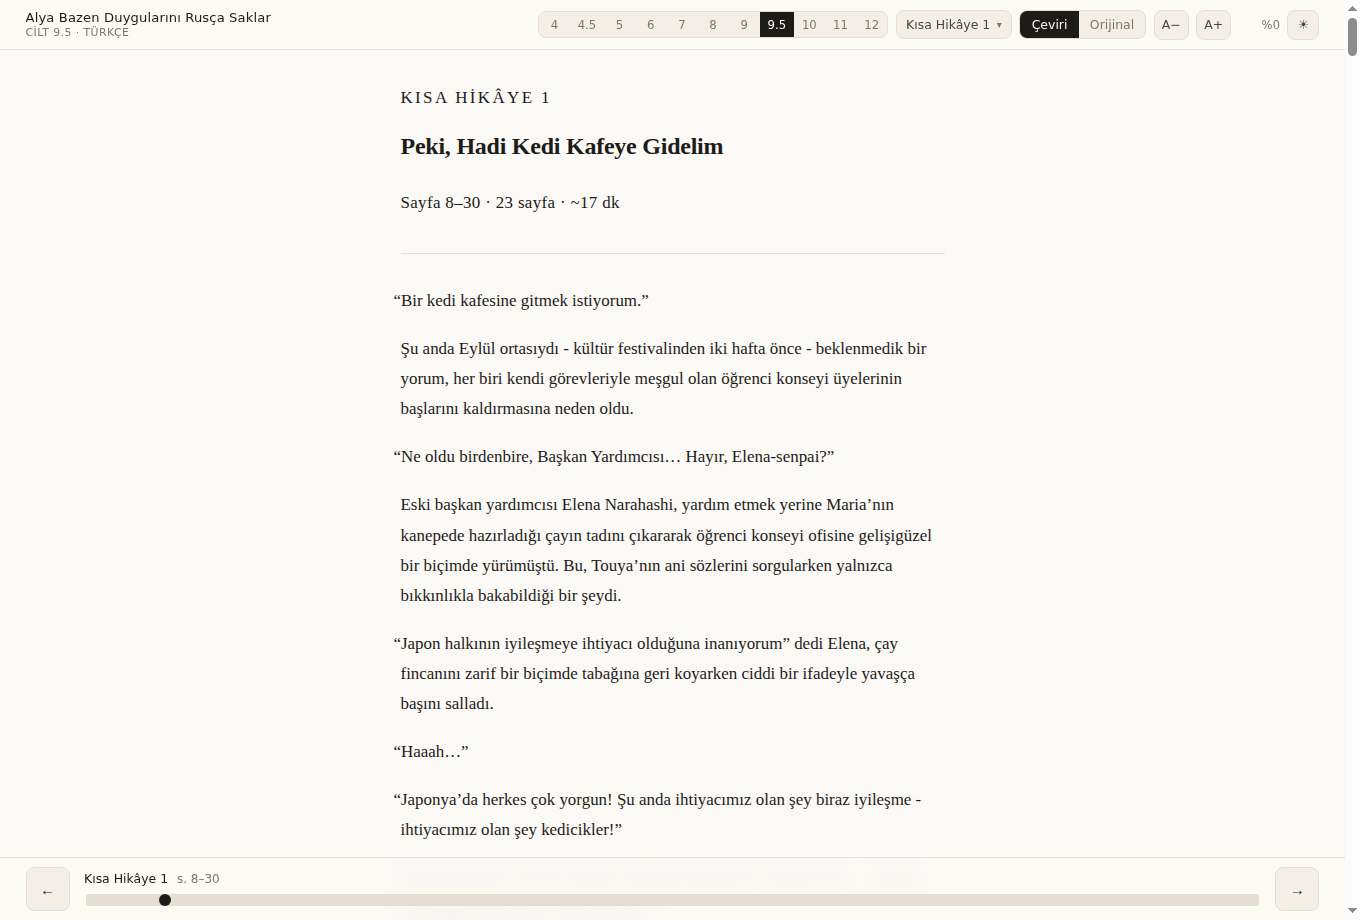 Alya Bazen Duygularını Rusça Saklar
CİLT 9.5 · TÜRKÇE
4 4.5 5 6 7 8 9 9.5 10 11 12
Kısa Hikâye 1 ▾
Çeviri Orijinal
A− A+
%0 ☀
KISA HİKÂYE 1
Peki, Hadi Kedi Kafeye Gidelim
Sayfa 8–30 · 23 sayfa · ~17 dk
“Bir kedi kafesine gitmek istiyorum.”
Şu anda Eylül ortasıydı - kültür festivalinden iki hafta önce - beklenmedik bir
yorum, her biri kendi görevleriyle meşgul olan öğrenci konseyi üyelerinin
başlarını kaldırmasına neden oldu.
“Ne oldu birdenbire, Başkan Yardımcısı… Hayır, Elena-senpai?”
Eski başkan yardımcısı Elena Narahashi, yardım etmek yerine Maria’nın
kanepede hazırladığı çayın tadını çıkararak öğrenci konseyi ofisine gelişigüzel
bir biçimde yürümüştü. Bu, Touya’nın ani sözlerini sorgularken yalnızca
bıkkınlıkla bakabildiği bir şeydi.
“Japon halkının iyileşmeye ihtiyacı olduğuna inanıyorum” dedi Elena, çay
fincanını zarif bir biçimde tabağına geri koyarken ciddi bir ifadeyle yavaşça
başını salladı.
“Haaah…”
“Japonya’da herkes çok yorgun! Şu anda ihtiyacımız olan şey biraz iyileşme -
ihtiyacımız olan şey kedicikler!”
←
Kısa Hikâye 1 s. 8–30
→